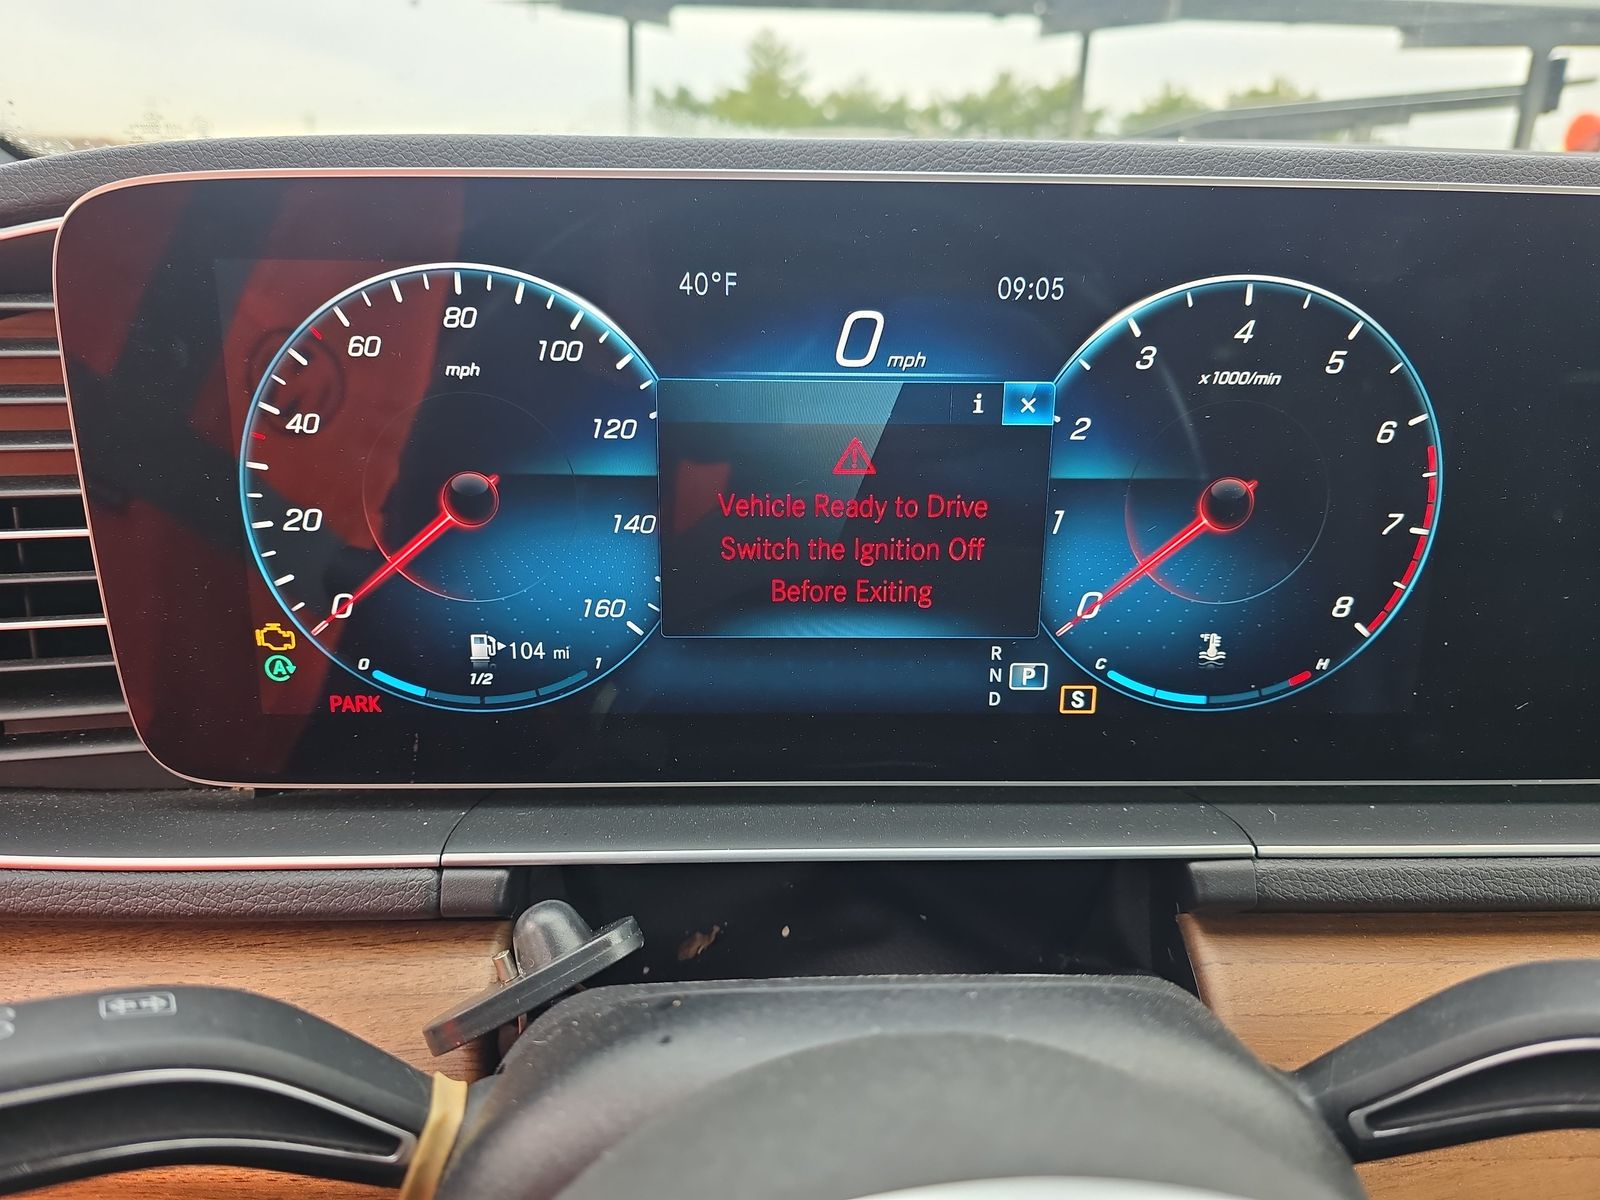 40°F
09:05
0 mph
i ×
Vehicle Ready to Drive
Switch the Ignition Off
Before Exiting
0
20
40
60
80
100
120
140
160
mph
0
1/2
1
104 mi
A
PARK
R
N
D
P
S
0
1
2
3
4
5
6
7
8
x1000/min
°F
C
H